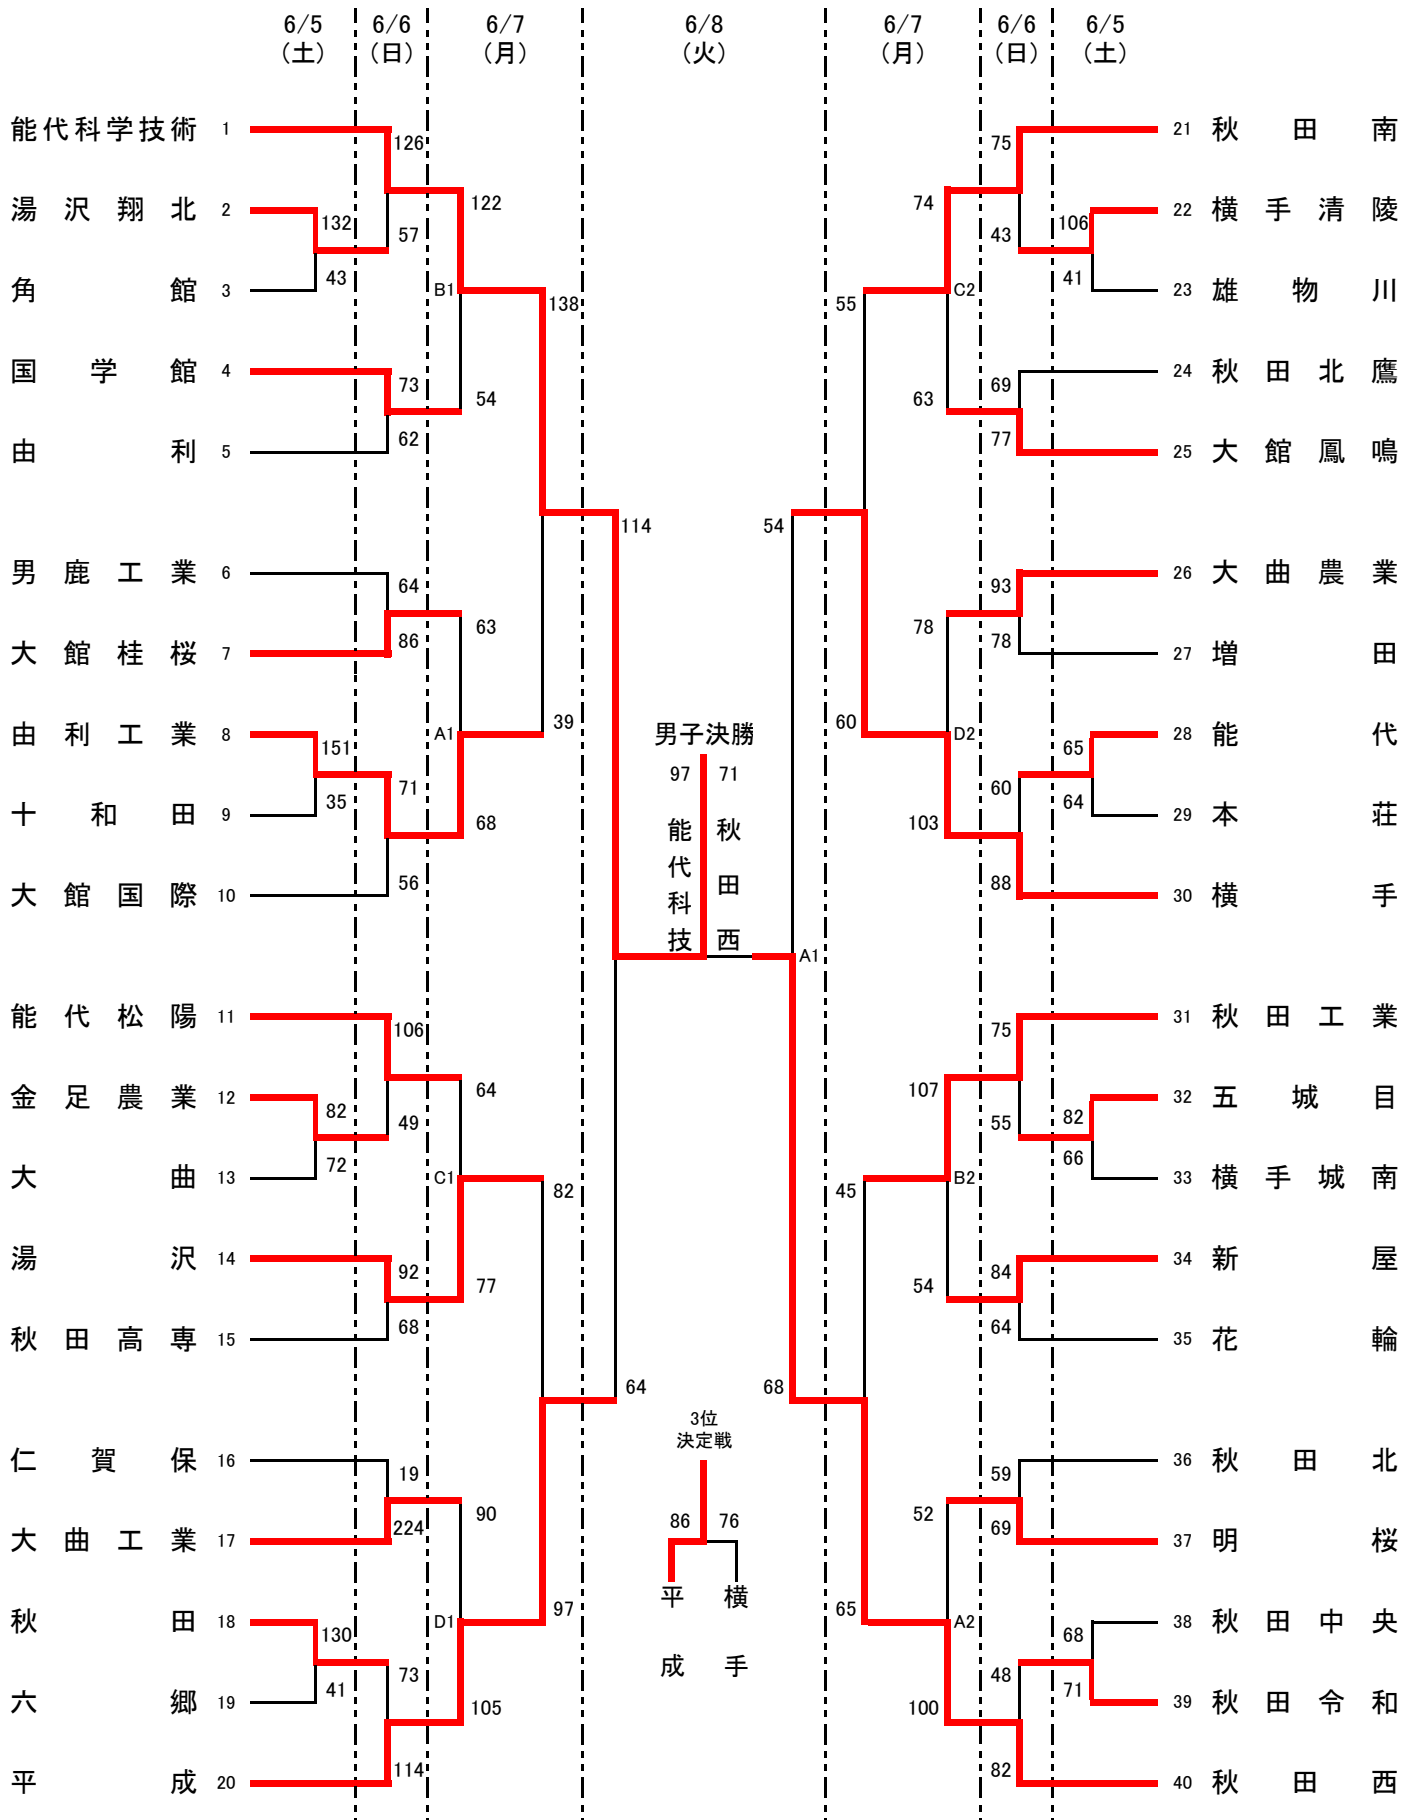 6/5 6/6 6/7 6/8 6/7 6/6 6/5
（土） （日） （月） （火） （月） （日） （土）
能代科学技術 1
湯沢翔北 2
角館 3
国学館 4
由利 5
男鹿工業 6
大館桂桜 7
由利工業 8
十和田 9
大館国際 10
能代松陽 11
金足農業 12
大曲 13
湯沢 14
秋田高専 15
仁賀保 16
大曲工業 17
秋田 18
六郷 19
平成 20
132
43
151
35
82
72
130
41
126
57
73
62
64
86
71
56
106
49
92
68
19
224
73
114
122
B1
54
63
A1
68
64
C1
77
90
D1
105
138
39
82
97
114
64
男子決勝
97 71
能代科技
秋田西
A1
3位
決定戦
86 76
平成
横手
54
68
55
60
45
65
74
C2
63
78
D2
103
107
B2
54
52
A2
100
75
43
69
77
93
78
60
88
75
55
84
64
59
69
48
82
106
41
65
64
82
66
68
71
21 秋田南
22 横手清陵
23 雄物川
24 秋田北鷹
25 大館鳳鳴
26 大曲農業
27 増田
28 能代
29 本荘
30 横手
31 秋田工業
32 五城目
33 横手城南
34 新屋
35 花輪
36 秋田北
37 明桜
38 秋田中央
39 秋田令和
40 秋田西